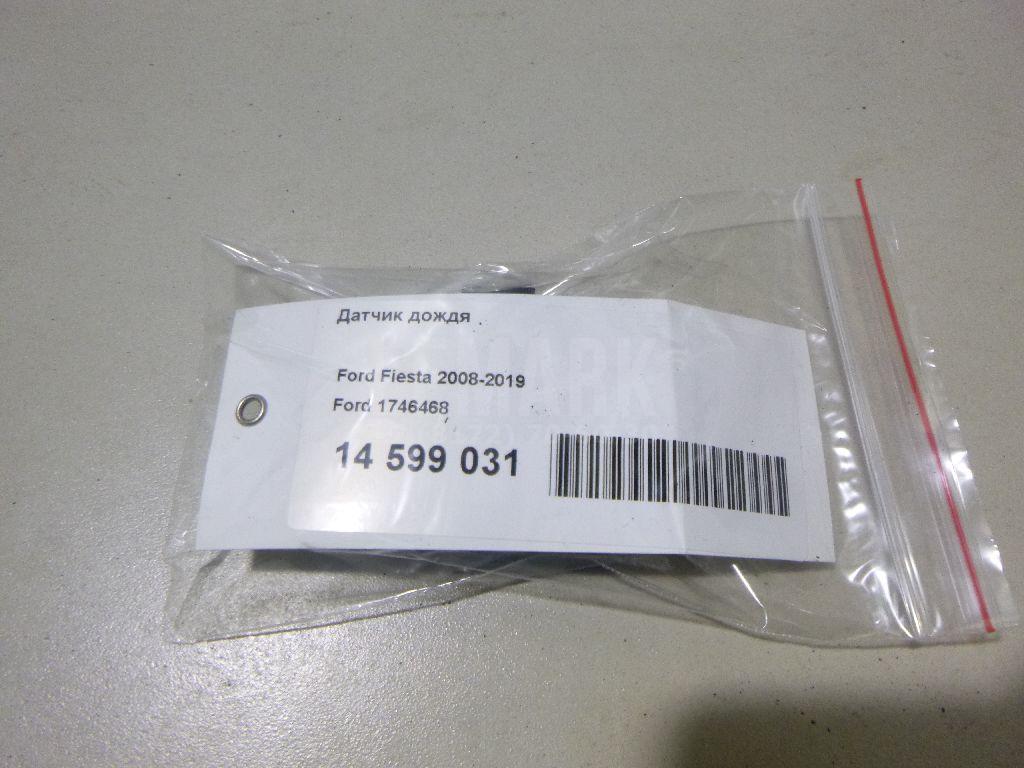 Датчик дождя
Ford Fiesta 2008-2019
Ford 1746468
14 599 031